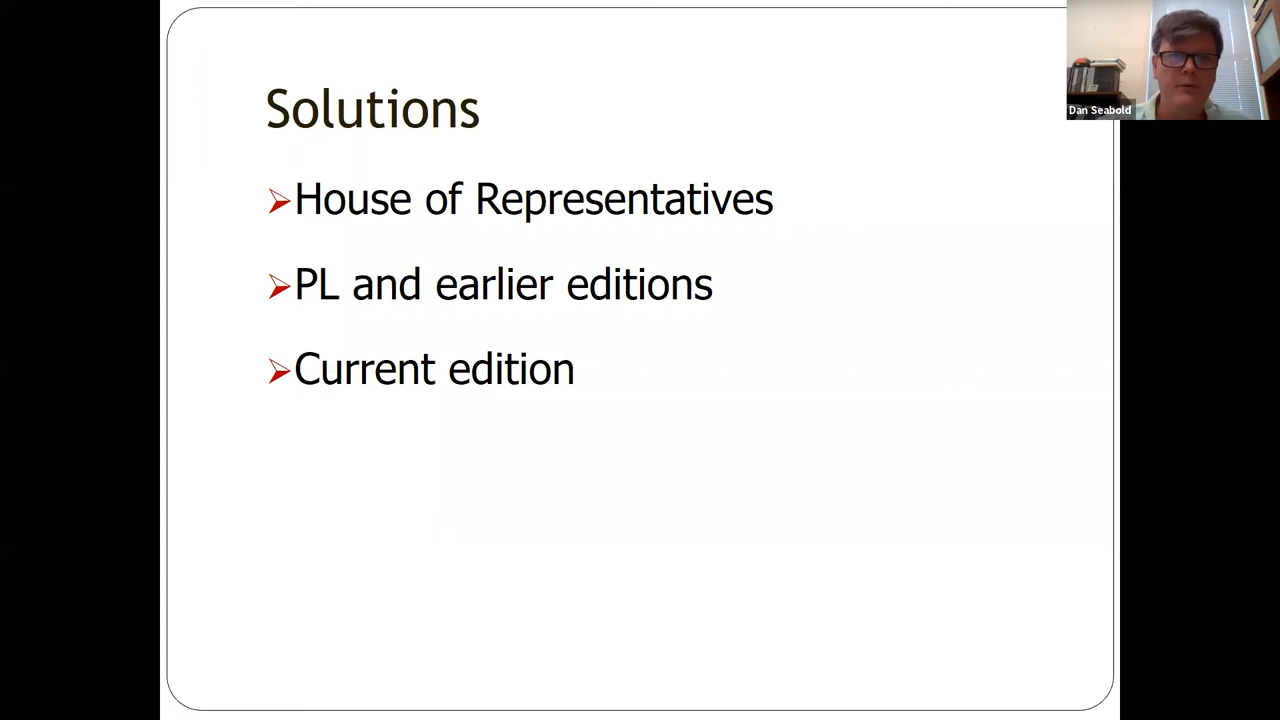 Solutions
House of Representatives
PL and earlier editions
Current edition
Dan Seabold